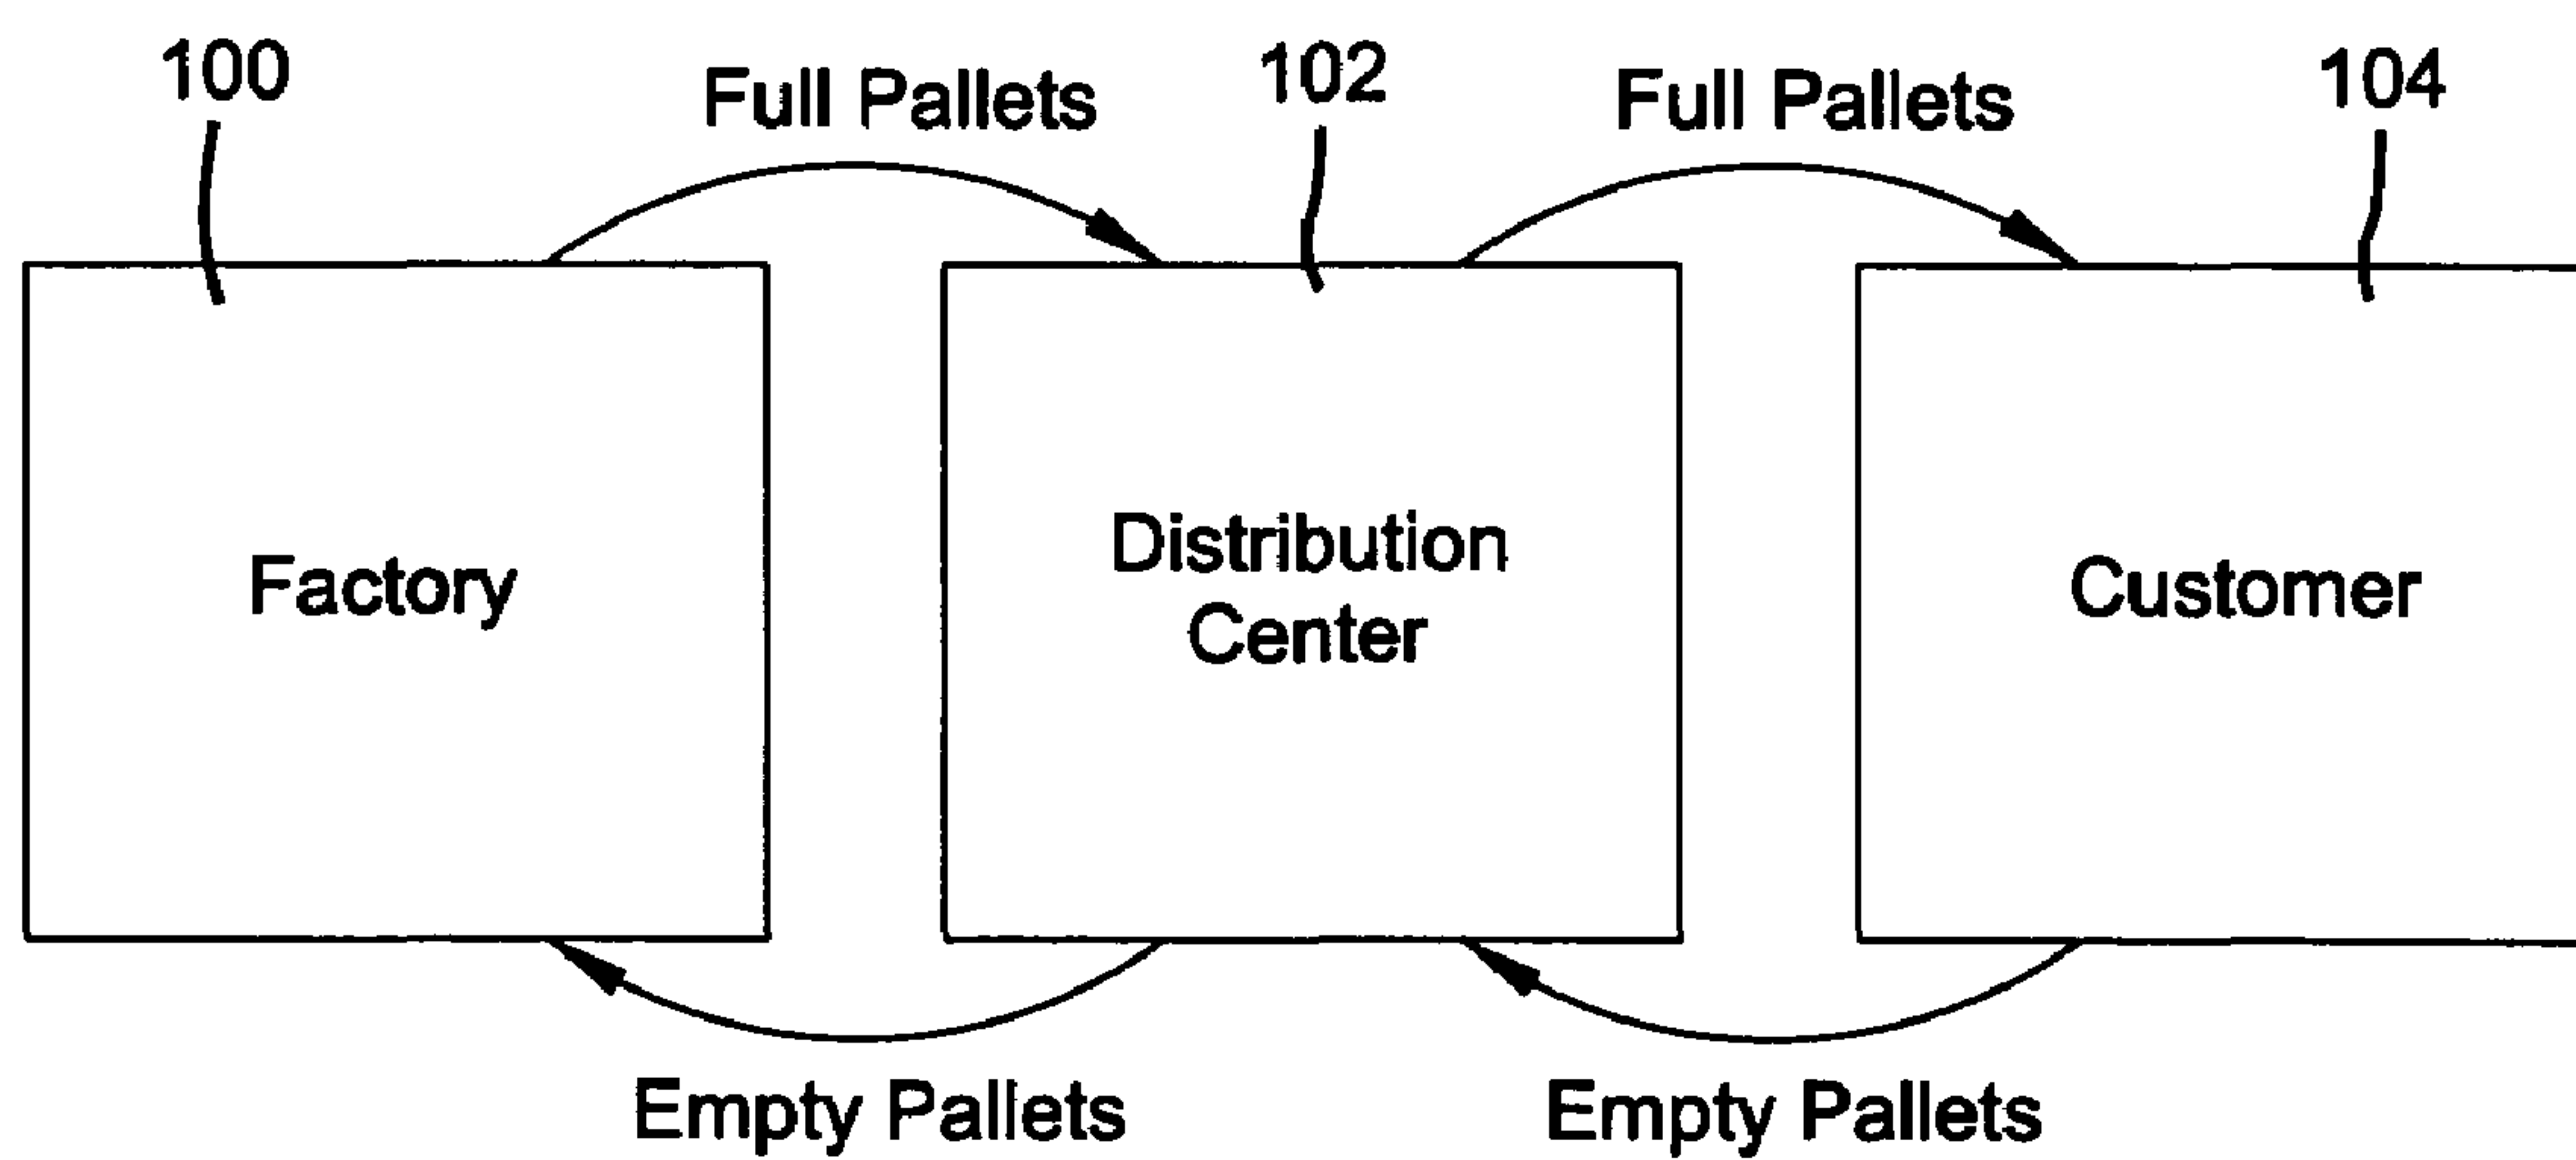 100
Full Pallets
102
Full Pallets
104
Factory
Distribution
Center
Customer
Empty Pallets
Empty Pallets